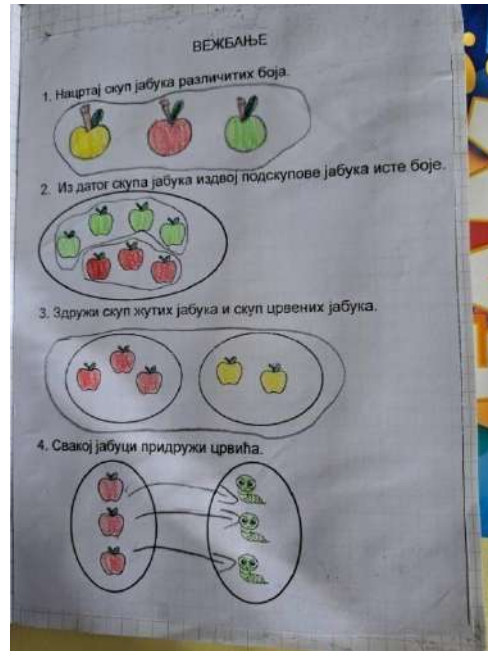 ВЕЖБАЊЕ
1. Нацртај скуп јабука различитих боја.
2. Из датог скупа јабука издвој подскупове јабука исте боје.
3. Здружи скуп жутих јабука и скуп црвених јабука.
4. Свакој јабуци придружи црвића.